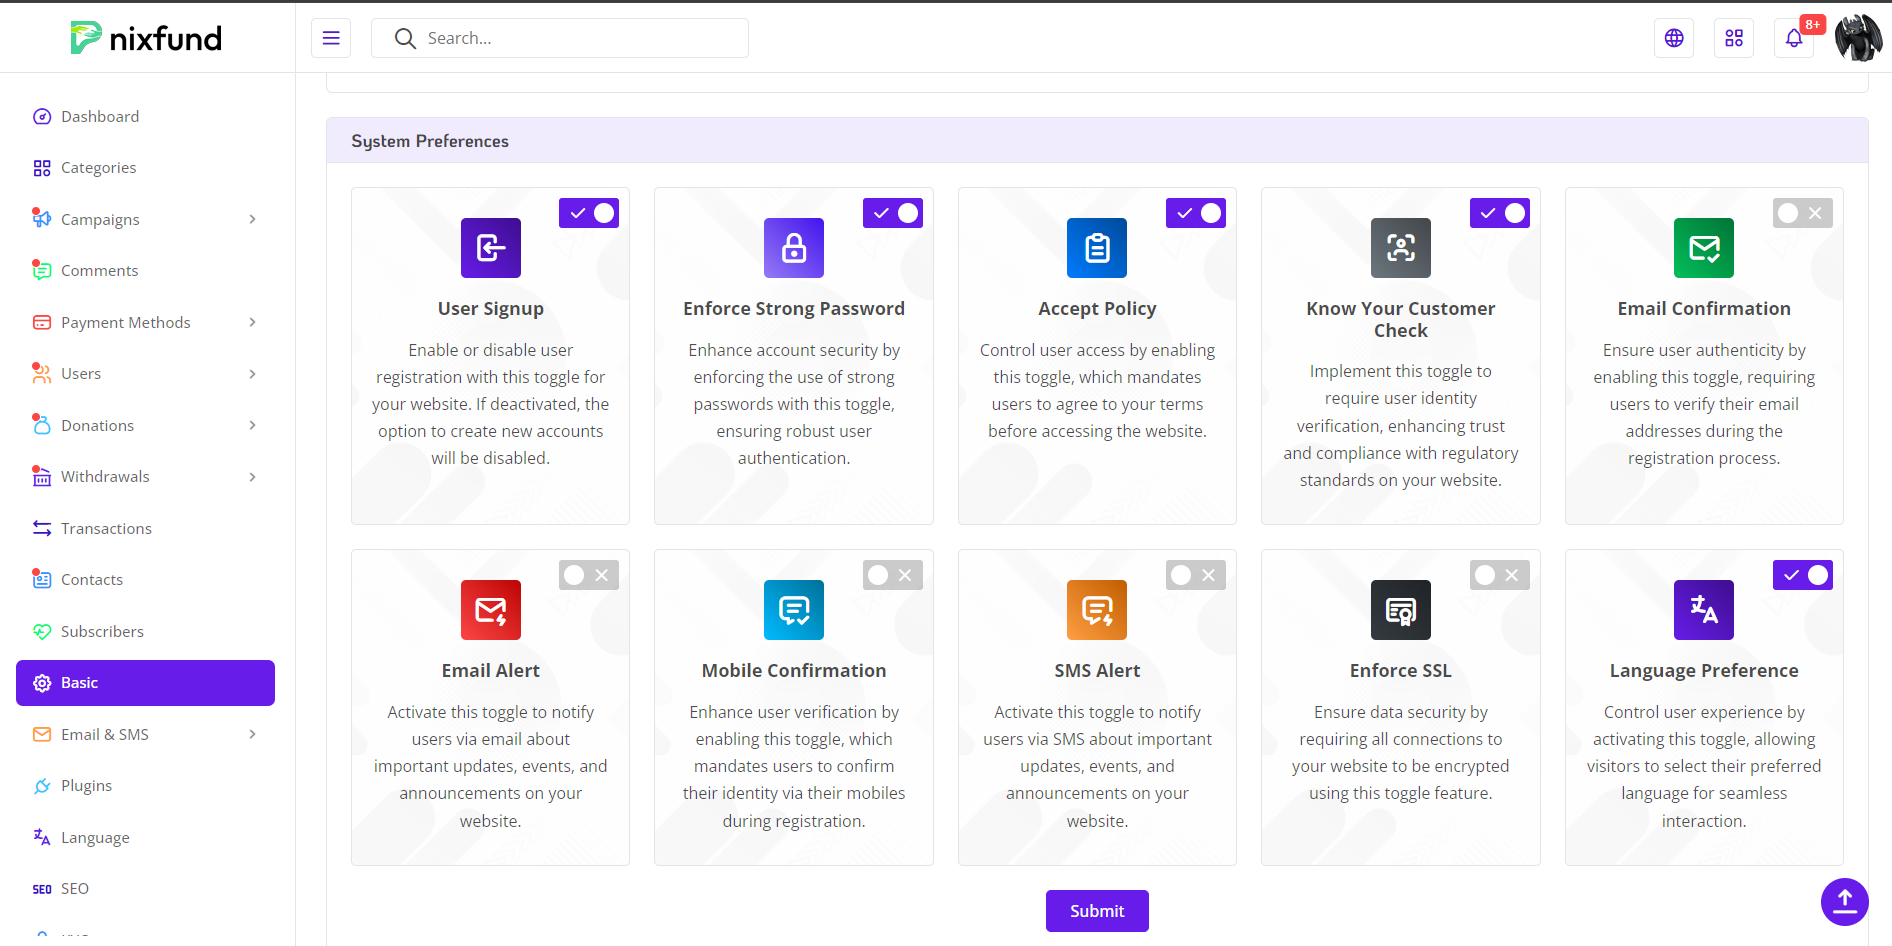 nixfund
Search...
8+
Dashboard
Categories
Campaigns
Comments
Payment Methods
Users
Donations
Withdrawals
Transactions
Contacts
Subscribers
Basic
Email & SMS
Plugins
Language
SEO SEO
System Preferences
User Signup
Enable or disable user
registration with this toggle for
your website. If deactivated, the
option to create new accounts
will be disabled.
Enforce Strong Password
Enhance account security by
enforcing the use of strong
passwords with this toggle,
ensuring robust user
authentication.
Accept Policy
Control user access by enabling
this toggle, which mandates
users to agree to your terms
before accessing the website.
Know Your Customer
Check
Implement this toggle to
require user identity
verification, enhancing trust
and compliance with regulatory
standards on your website.
Email Confirmation
Ensure user authenticity by
enabling this toggle, requiring
users to verify their email
addresses during the
registration process.
Email Alert
Activate this toggle to notify
users via email about
important updates, events, and
announcements on your
website.
Mobile Confirmation
Enhance user verification by
enabling this toggle, which
mandates users to confirm
their identity via their mobiles
during registration.
SMS Alert
Activate this toggle to notify
users via SMS about important
updates, events, and
announcements on your
website.
Enforce SSL
Ensure data security by
requiring all connections to
your website to be encrypted
using this toggle feature.
Language Preference
Control user experience by
activating this toggle, allowing
visitors to select their preferred
language for seamless
interaction.
Submit